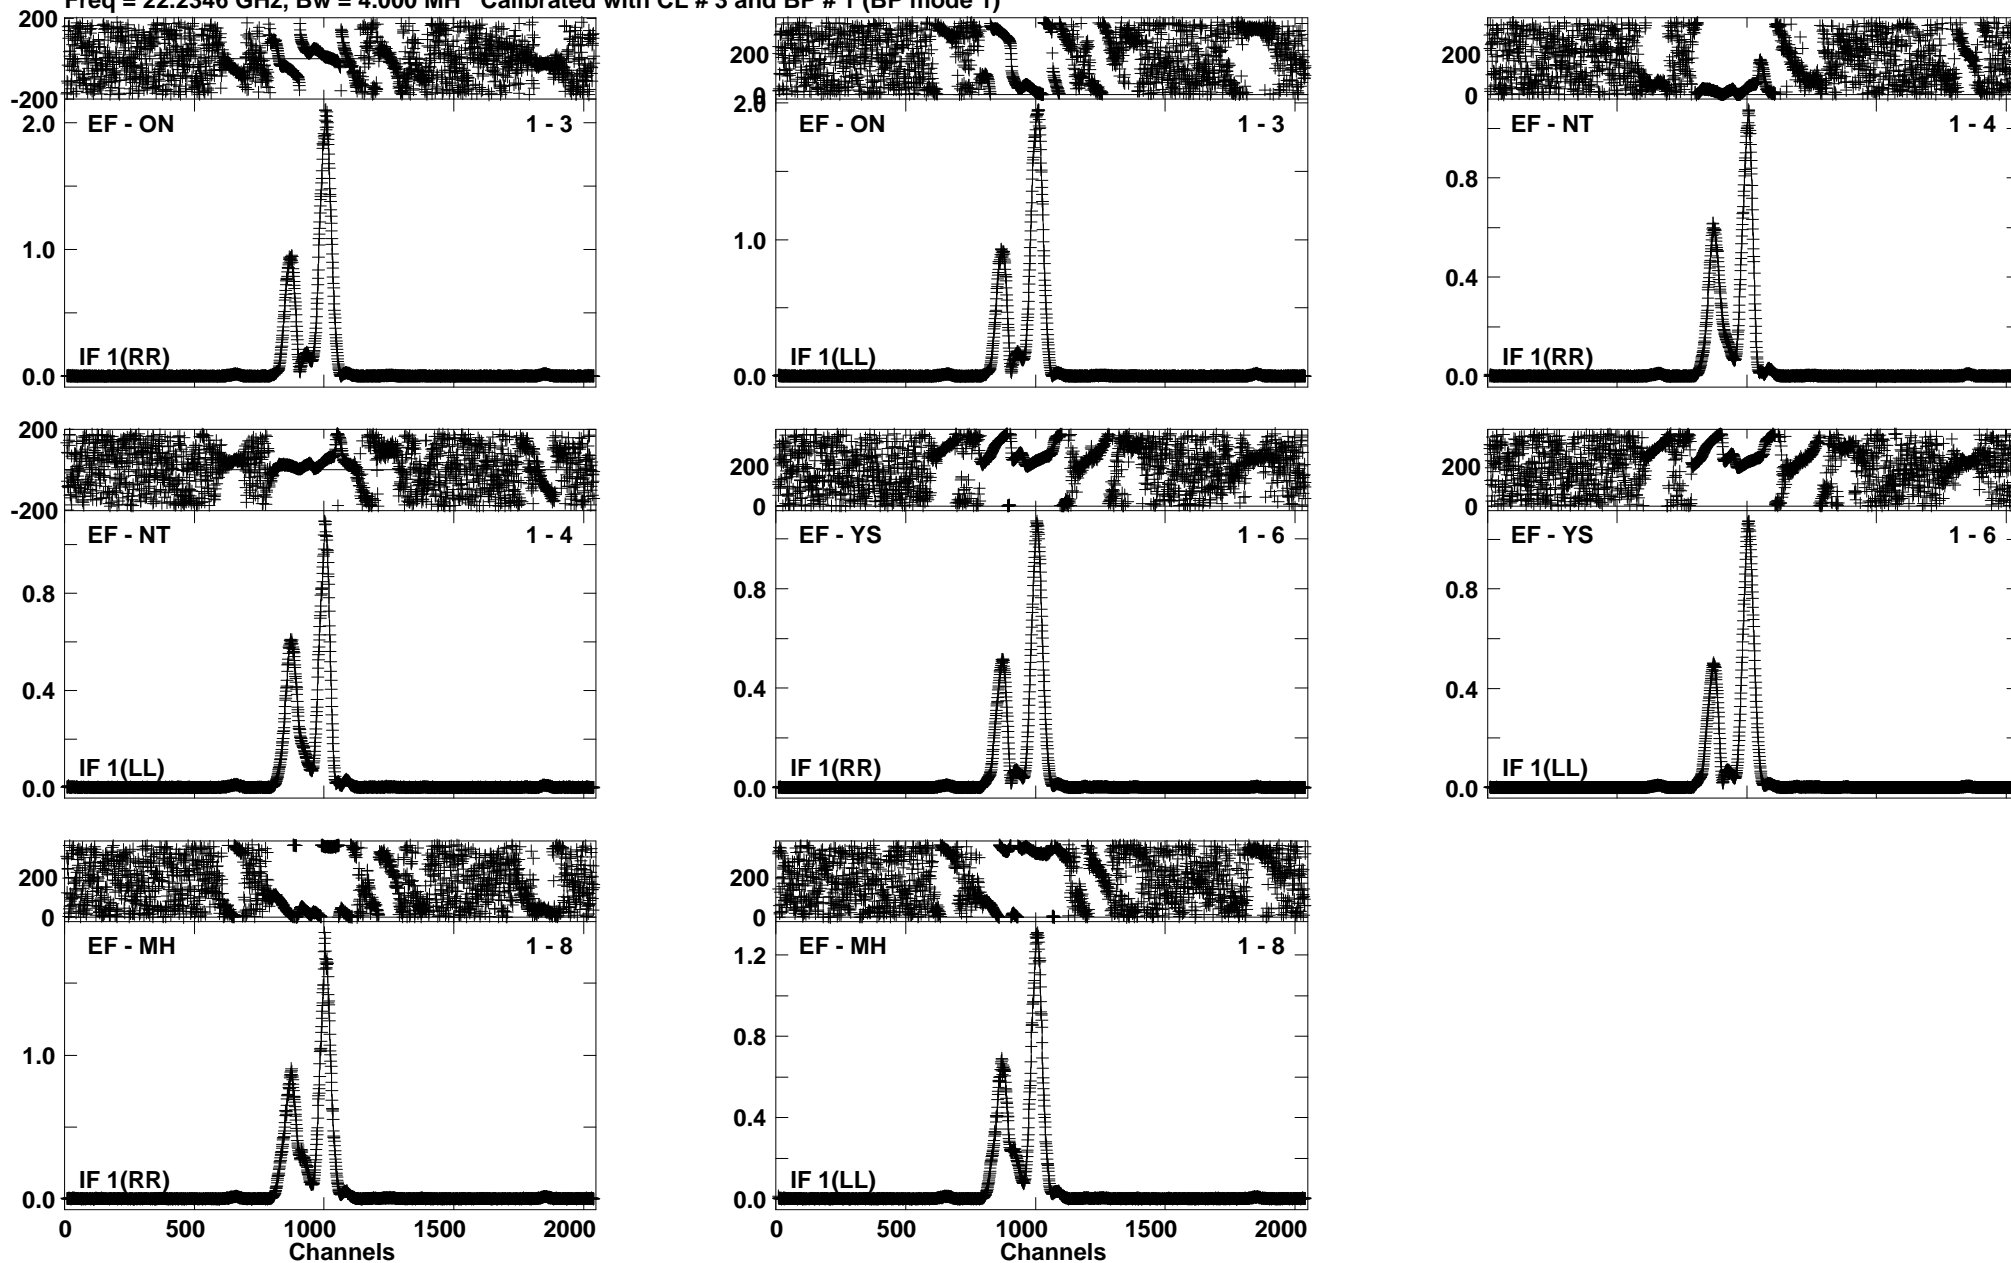 Freq = 22.2346 GHz, Bw = 4.000 MH Calibrated with CL # 3 and BP # 1 (BP mode 1)
200
-200
EF - ON 1 - 3
2.0
1.0
0.0
IF 1(RR)
200
0
2.0
EF - ON 1 - 3
1.0
0.0
IF 1(LL)
200
0
EF - NT 1 - 4
0.8
0.4
0.0
IF 1(RR)
200
-200
EF - NT 1 - 4
0.8
0.4
0.0
IF 1(LL)
200
0
EF - YS 1 - 6
0.8
0.4
0.0
IF 1(RR)
200
0
EF - YS 1 - 6
0.8
0.4
0.0
IF 1(LL)
200
0
EF - MH 1 - 8
1.0
0.0
IF 1(RR)
0 500 1000 1500 2000
Channels
200
0
EF - MH 1 - 8
1.2
0.8
0.4
0.0
IF 1(LL)
0 500 1000 1500 2000
Channels